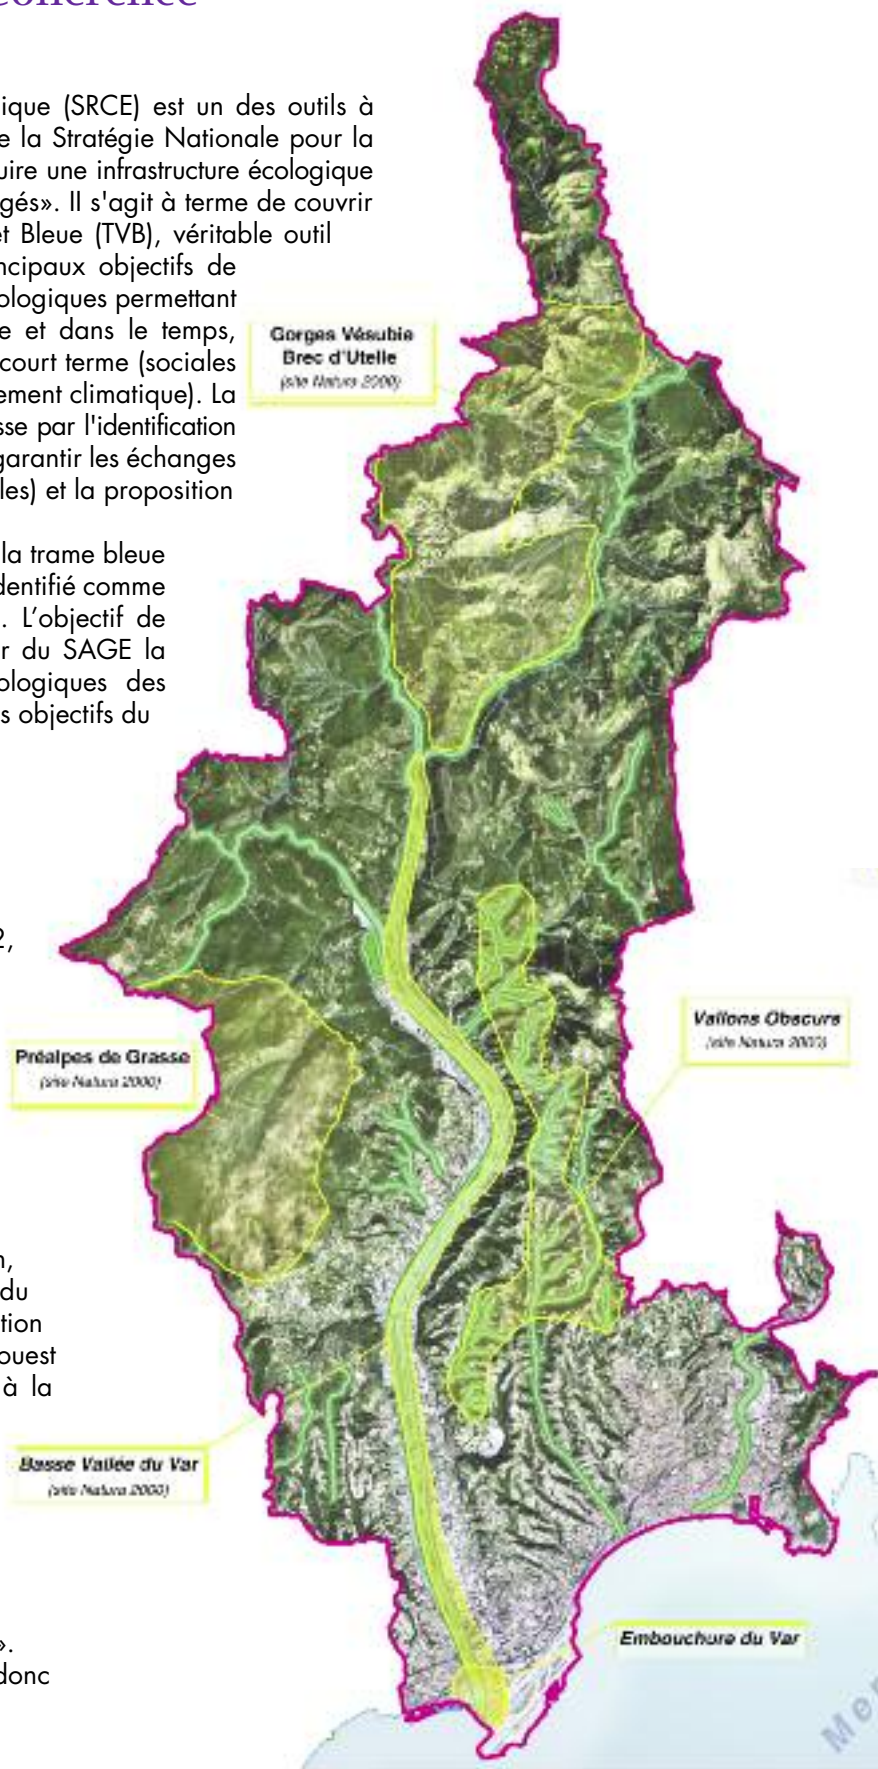 ique (SRCE) est un des outils à
e la Stratégie Nationale pour la
uire une infrastructure écologique
gés». Il s'agit à terme de couvrir
et Bleue (TVB), véritable outil
ncipaux objectifs de
ologiques permettant
e et dans le temps,
court terme (sociales
ement climatique). La
sse par l'identification
garantir les échanges
les) et la proposition
la trame bleue
dentifié comme
. L’objectif de
r du SAGE la
ologiques des
s objectifs du
2,
n,
du
tion
ouest
à la
».
donc
Gorges Vésubie
Brec d'Utelle
(site Natura 2000)
Vallons Obscurs
(site Natura 2000)
Préalpes de Grasse
(site Natura 2000)
Basse Vallée du Var
(site Natura 2000)
Embouchure du Var
Mer